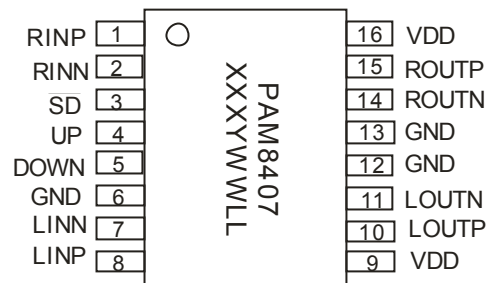 RINP 1
RINN 2
SD 3
UP 4
DOWN 5
GND 6
LINN 7
LINP 8
PAM8407
XXXYWWLL
16 VDD
15 ROUTP
14 ROUTN
13 GND
12 GND
11 LOUTN
10 LOUTP
9 VDD